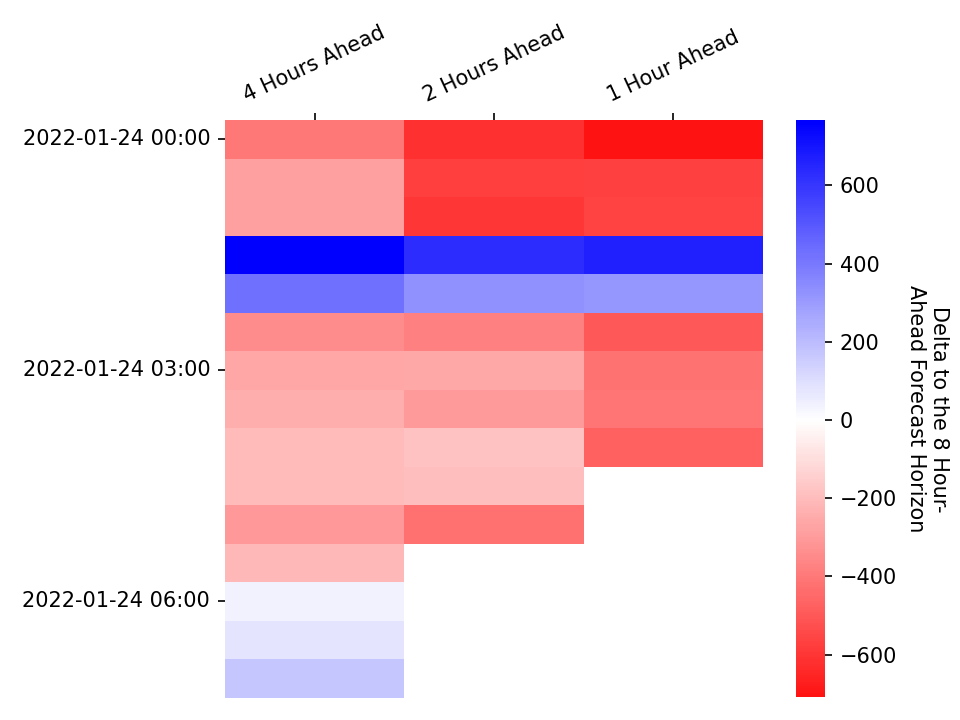 4 Hours Ahead
2 Hours Ahead
1 Hour Ahead
2022-01-24 00:00
2022-01-24 03:00
2022-01-24 06:00
600
400
200
0
−200
−400
−600
Delta to the 8 Hour-
Ahead Forecast Horizon